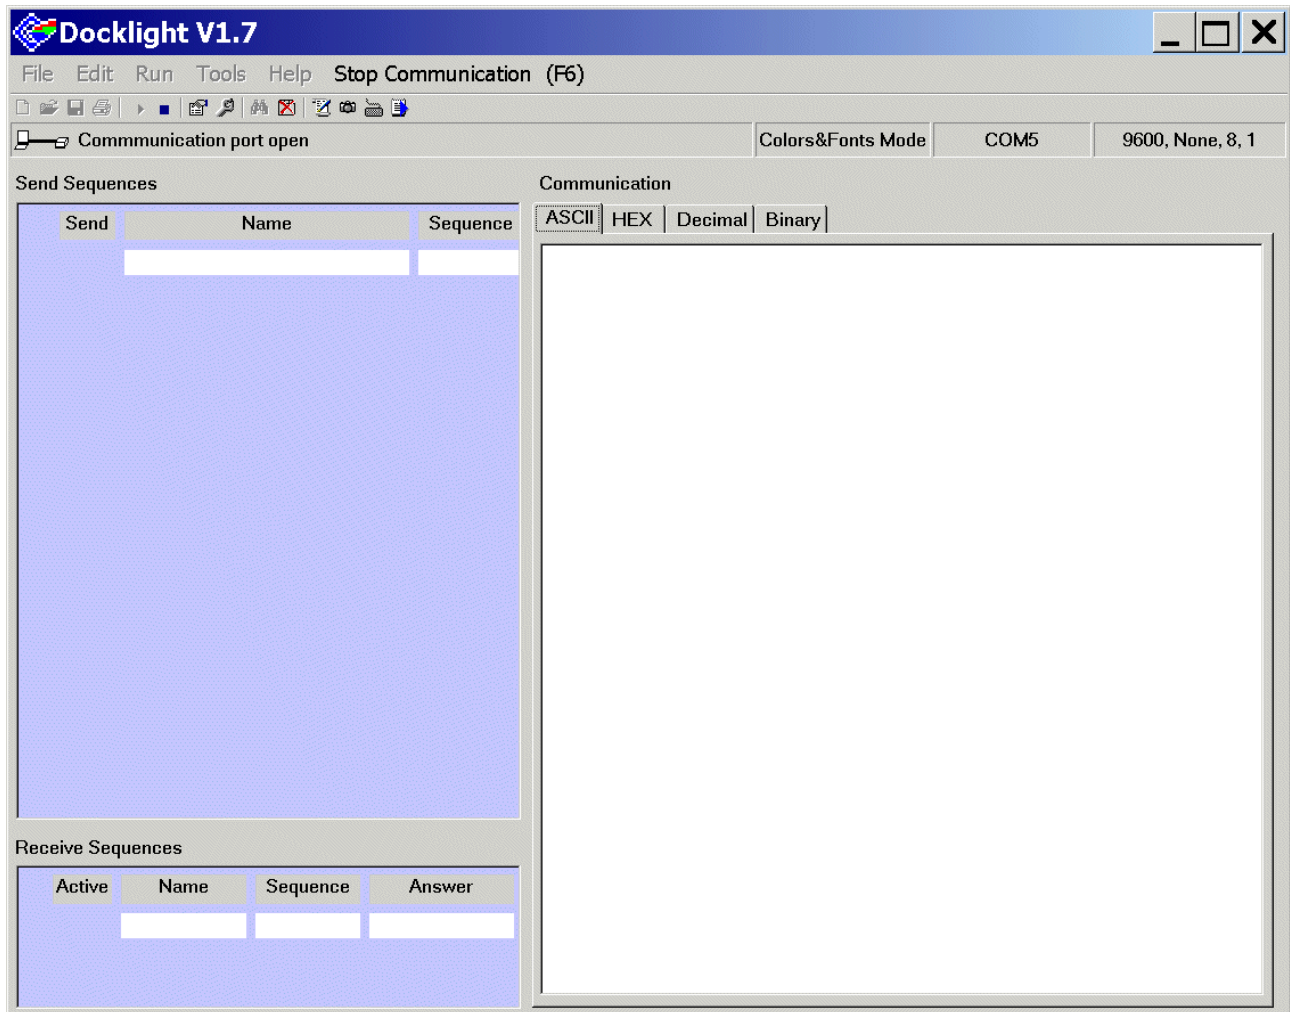 Docklight V1.7
File Edit Run Tools Help Stop Communication (F6)
Commmunication port open Colors&Fonts Mode COM5 9600, None, 8, 1
Send Sequences
Send Name Sequence
Communication
ASCII HEX Decimal Binary
Receive Sequences
Active Name Sequence Answer